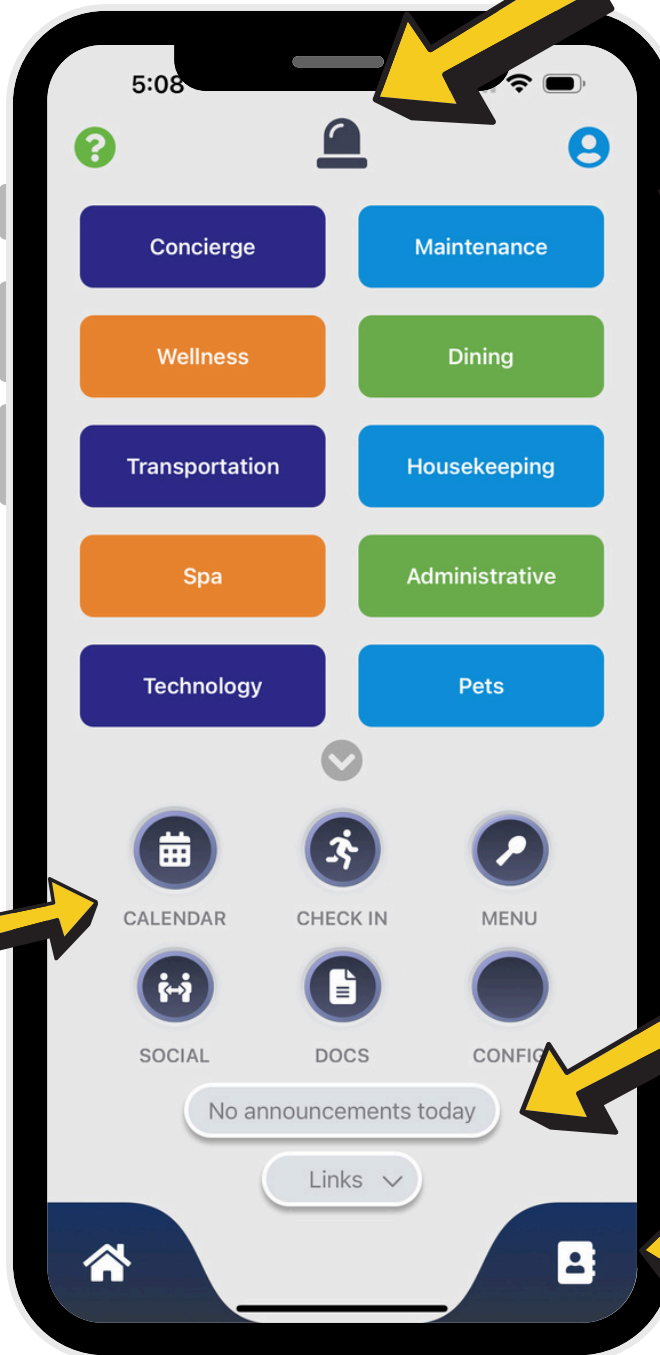 5:08
?
Concierge
Maintenance
Wellness
Dining
Transportation
Housekeeping
Spa
Administrative
Technology
Pets
CALENDAR
CHECK IN
MENU
SOCIAL
DOCS
CONFIG
No announcements today
Links